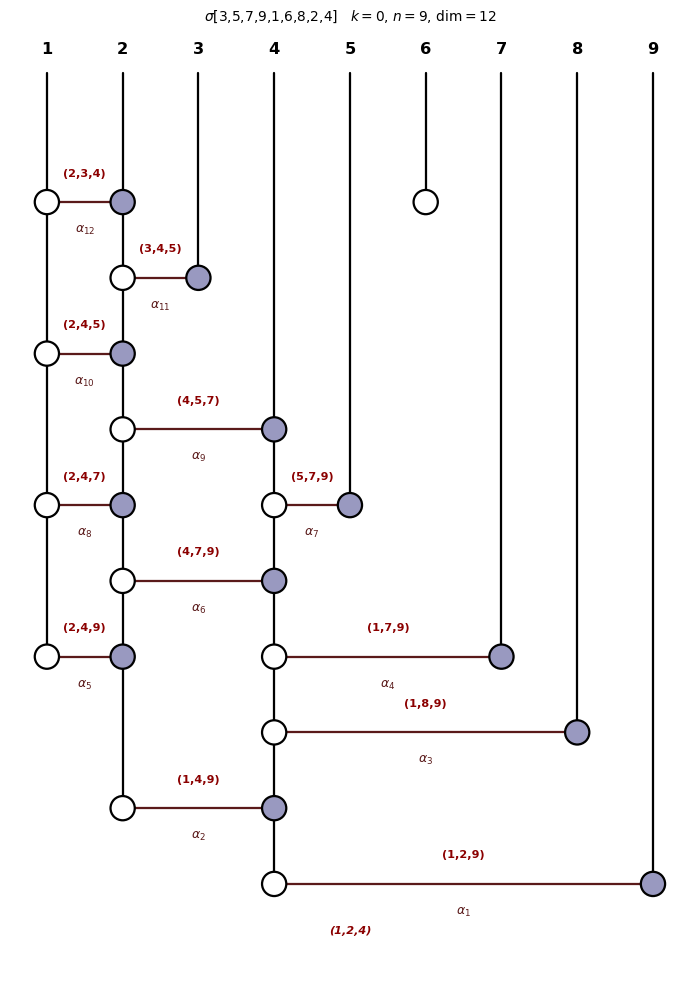 σ[3,5,7,9,1,6,8,2,4]   k = 0, n = 9, dim = 12
1 2 3 4 5 6 7 8 9
(2,3,4)
α12
(3,4,5)
α11
(2,4,5)
α10
(4,5,7)
α9
(2,4,7) (5,7,9)
α8 α7
(4,7,9)
α6
(2,4,9) (1,7,9)
α5 α4
(1,8,9)
α3
(1,4,9)
α2
(1,2,9)
α1
(1,2,4)